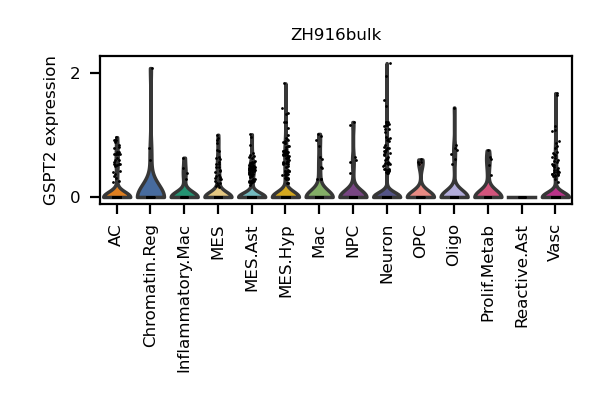 ZH916bulk
GSPT2 expression
2
0
AC
Chromatin.Reg
Inflammatory.Mac
MES
MES.Ast
MES.Hyp
Mac
NPC
Neuron
OPC
Oligo
Prolif.Metab
Reactive.Ast
Vasc